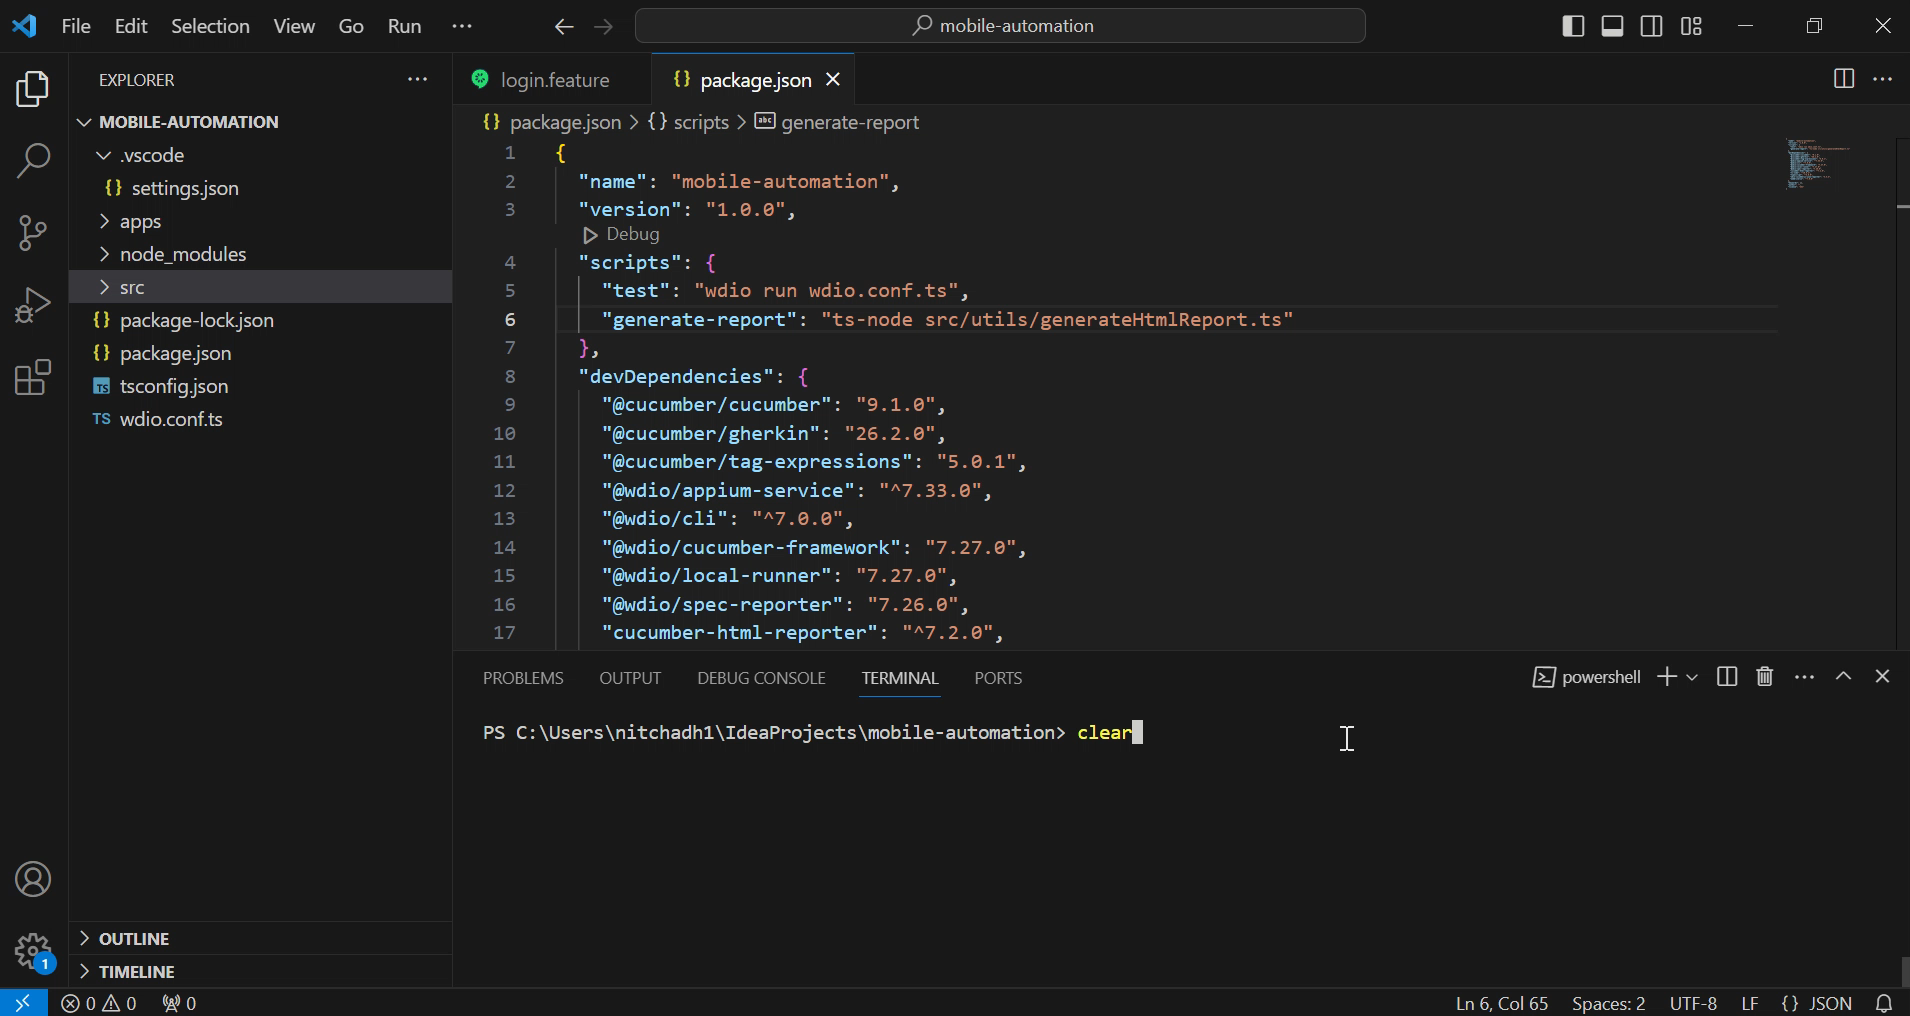 File Edit Selection View Go Run ···
mobile-automation
EXPLORER
MOBILE-AUTOMATION
.vscode
{} settings.json
apps
node_modules
src
{} package-lock.json
{} package.json
TS tsconfig.json
TS wdio.conf.ts
OUTLINE
TIMELINE
login.feature
{} package.json
{} package.json > {} scripts > abc generate-report
1 {
2 "name": "mobile-automation",
3 "version": "1.0.0",
Debug
4 "scripts": {
5 "test": "wdio run wdio.conf.ts",
6 "generate-report": "ts-node src/utils/generateHtmlReport.ts"
7 },
8 "devDependencies": {
9 "@cucumber/cucumber": "9.1.0",
10 "@cucumber/gherkin": "26.2.0",
11 "@cucumber/tag-expressions": "5.0.1",
12 "@wdio/appium-service": "^7.33.0",
13 "@wdio/cli": "^7.0.0",
14 "@wdio/cucumber-framework": "7.27.0",
15 "@wdio/local-runner": "7.27.0",
16 "@wdio/spec-reporter": "7.26.0",
17 "cucumber-html-reporter": "^7.2.0",
PROBLEMS OUTPUT DEBUG CONSOLE TERMINAL PORTS
powershell
PS C:\Users\nitchadh1\IdeaProjects\mobile-automation> clear
1
0 0 0
Ln 6, Col 65 Spaces: 2 UTF-8 LF {} JSON